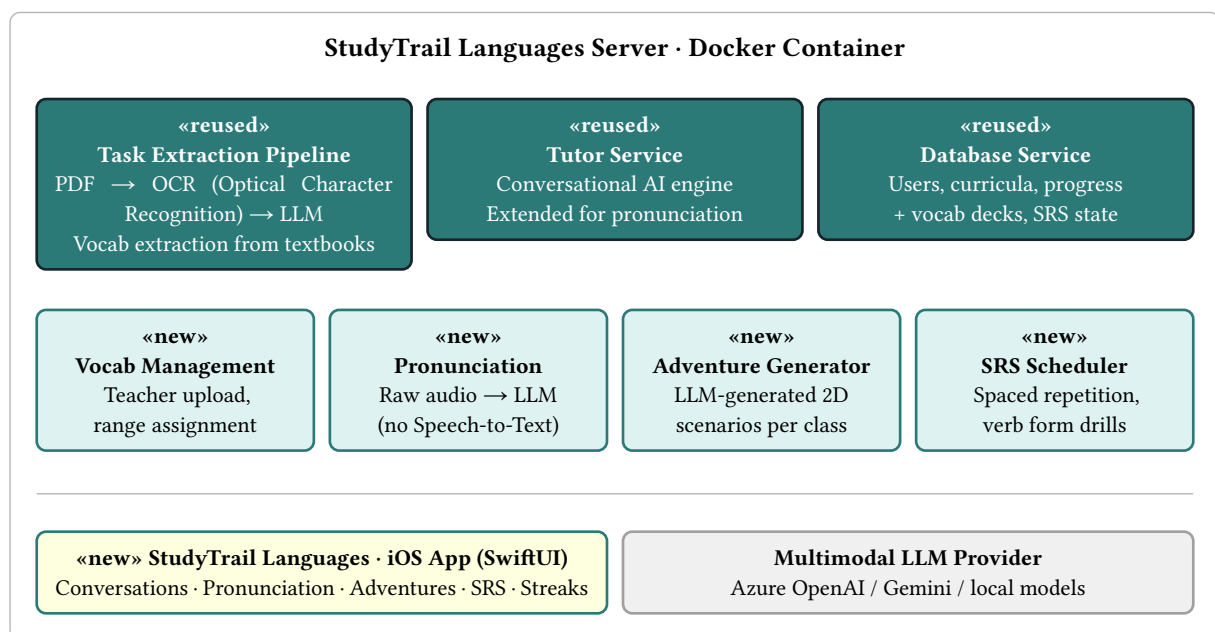 StudyTrail Languages Server · Docker Container
«reused»
Task Extraction Pipeline
PDF → OCR (Optical Character
Recognition) → LLM
Vocab extraction from textbooks
«reused»
Tutor Service
Conversational AI engine
Extended for pronunciation
«reused»
Database Service
Users, curricula, progress
+ vocab decks, SRS state
«new»
Vocab Management
Teacher upload,
range assignment
«new»
Pronunciation
Raw audio → LLM
(no Speech-to-Text)
«new»
Adventure Generator
LLM-generated 2D
scenarios per class
«new»
SRS Scheduler
Spaced repetition,
verb form drills
«new» StudyTrail Languages · iOS App (SwiftUI)
Conversations · Pronunciation · Adventures · SRS · Streaks
Multimodal LLM Provider
Azure OpenAI / Gemini / local models